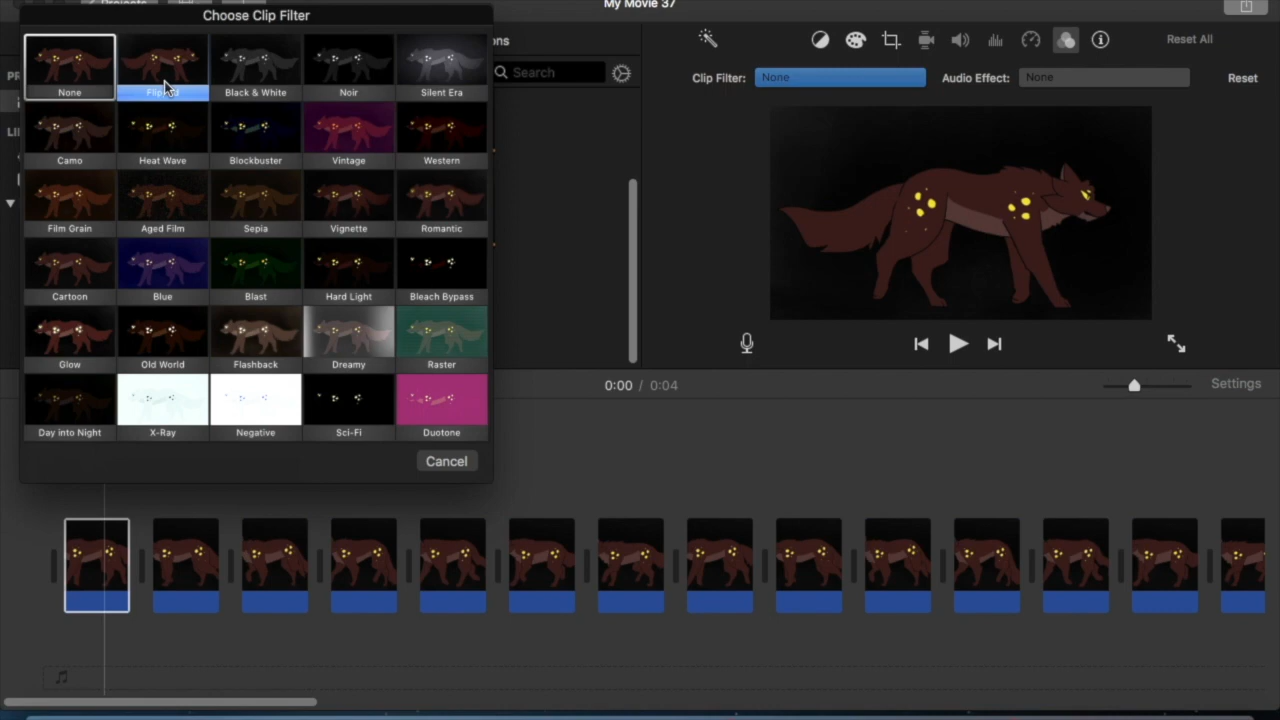 My Movie 37
Choose Clip Filter
Search
Reset All
Clip Filter:
None
Audio Effect:
None
Reset
None
Black & White
Noir
Silent Era
Camo
Heat Wave
Blockbuster
Vintage
Western
Film Grain
Aged Film
Sepia
Vignette
Romantic
Cartoon
Blue
Blast
Hard Light
Bleach Bypass
Glow
Old World
Flashback
Dreamy
Raster
Day into Night
X-Ray
Negative
Sci-Fi
Duotone
Cancel
0:00 / 0:04
Settings